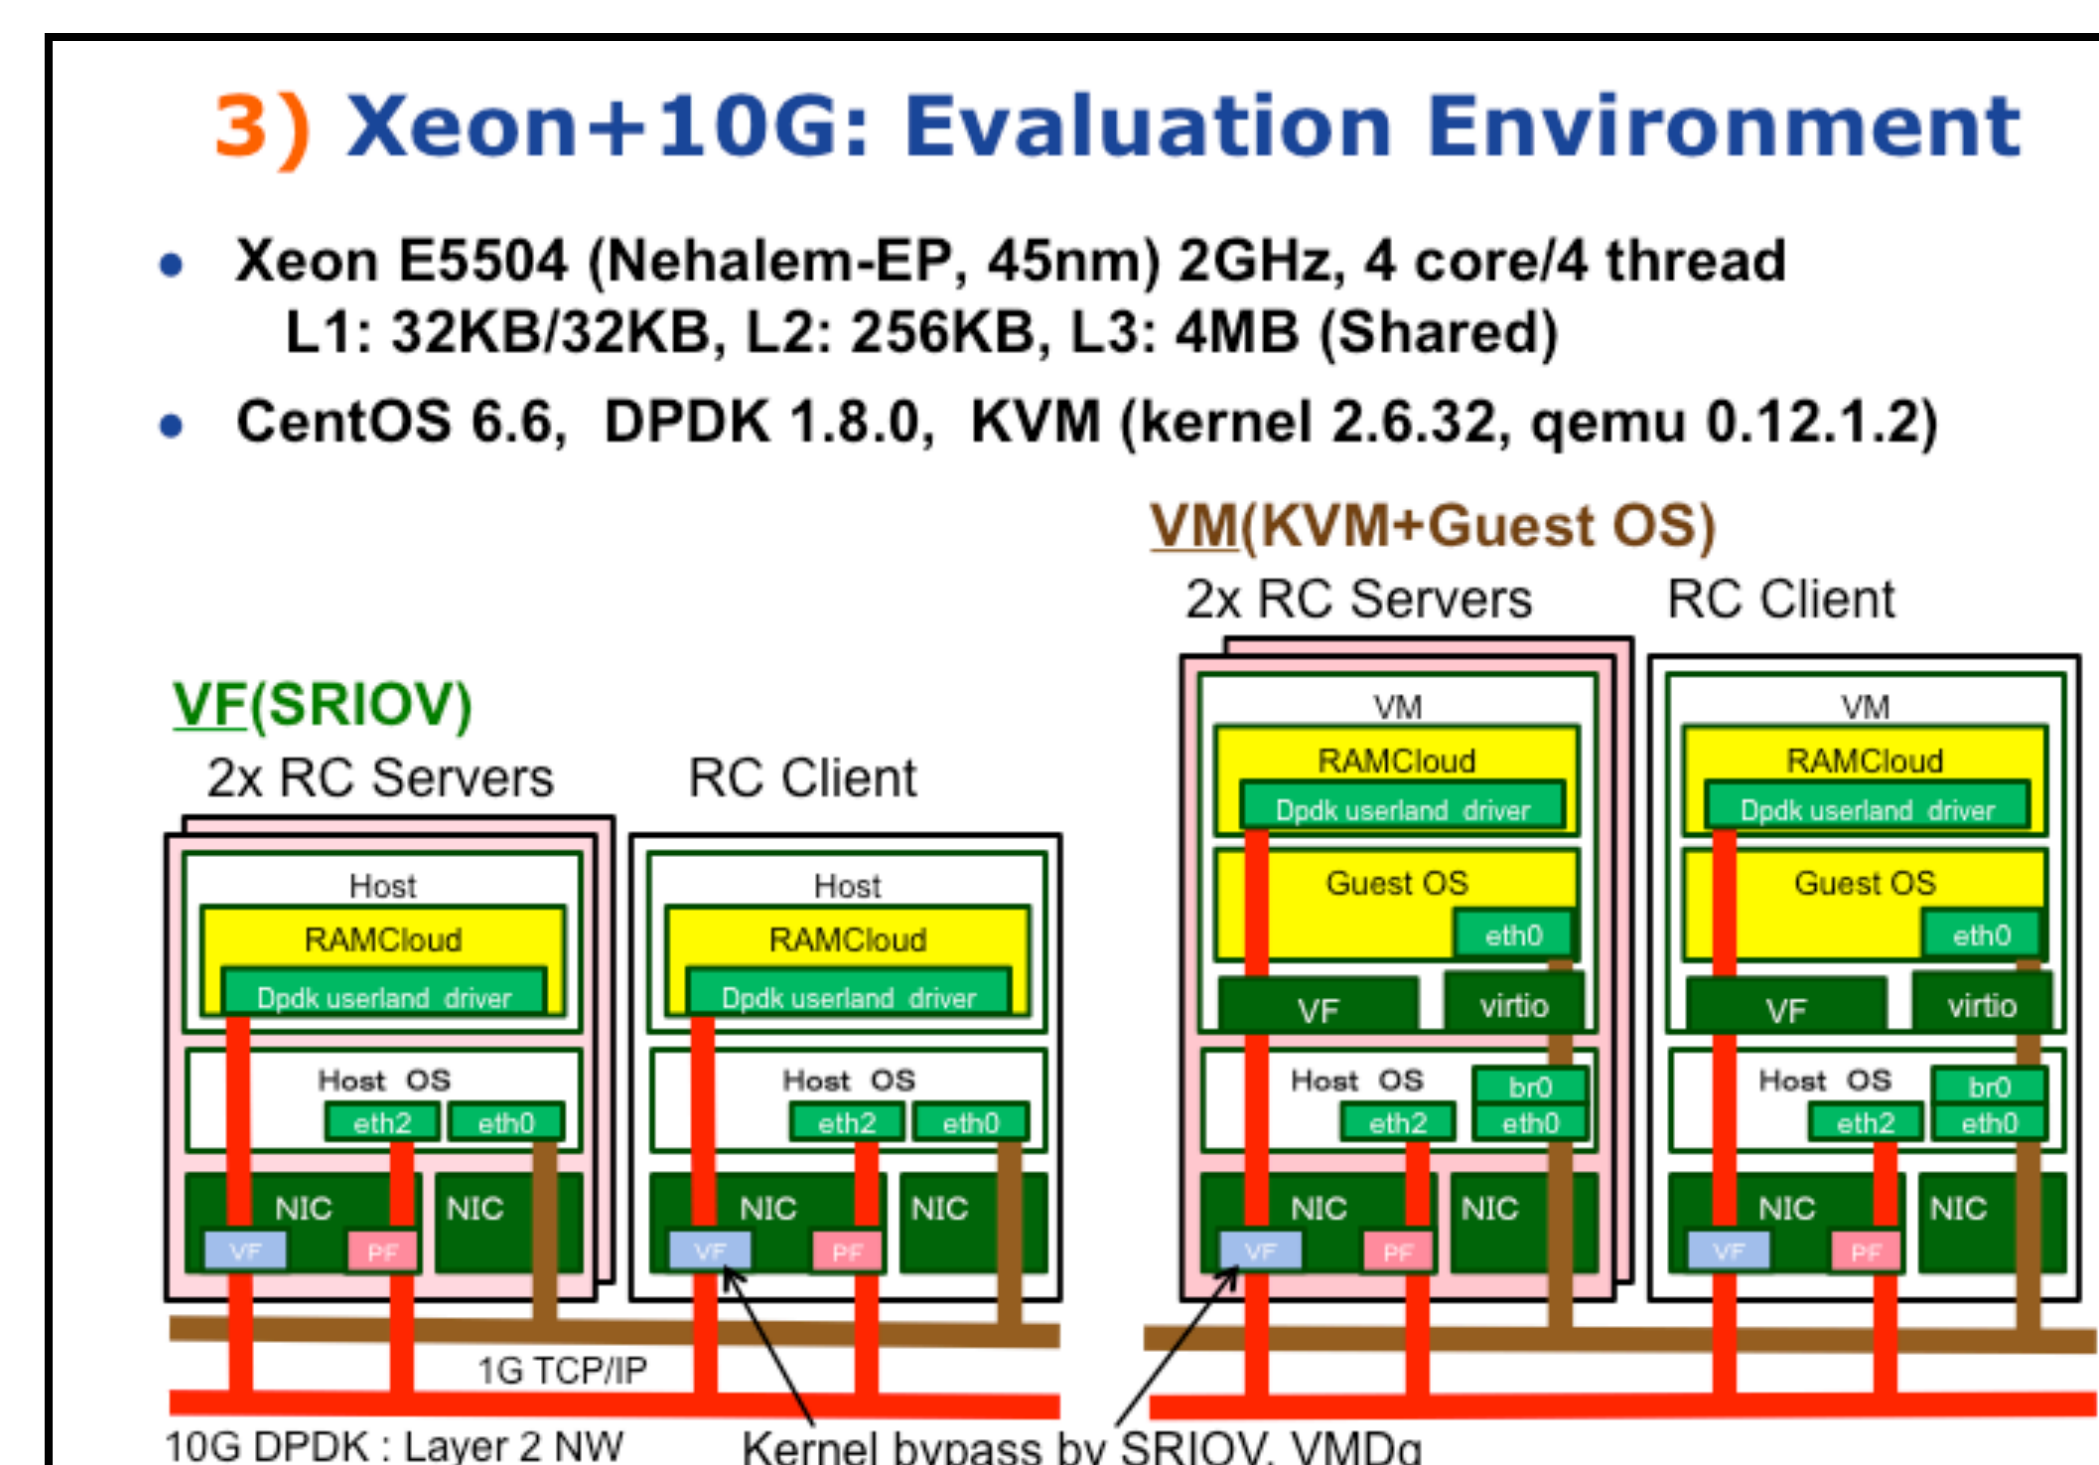 3) Xeon+10G: Evaluation Environment
• Xeon E5504 (Nehalem-EP, 45nm) 2GHz, 4 core/4 thread
L1: 32KB/32KB, L2: 256KB, L3: 4MB (Shared)
• CentOS 6.6, DPDK 1.8.0, KVM (kernel 2.6.32, qemu 0.12.1.2)
VF(SRIOV)
2x RC Servers
RC Client
Host
RAMCloud
Dpdk userland driver
Host OS
eth2
eth0
NIC
NIC
VF
PF
Host
RAMCloud
Dpdk userland driver
Host OS
eth2
eth0
NIC
NIC
VF
PF
1G TCP/IP
10G DPDK : Layer 2 NW
VM(KVM+Guest OS)
2x RC Servers
RC Client
VM
RAMCloud
Dpdk userland driver
Guest OS
eth0
VF
virtio
Host OS
br0
eth2
eth0
NIC
NIC
VF
PF
VM
RAMCloud
Dpdk userland driver
Guest OS
eth0
VF
virtio
Host OS
br0
eth2
eth0
NIC
NIC
VF
PF
Kernel bypass by SRIOV, VMDq